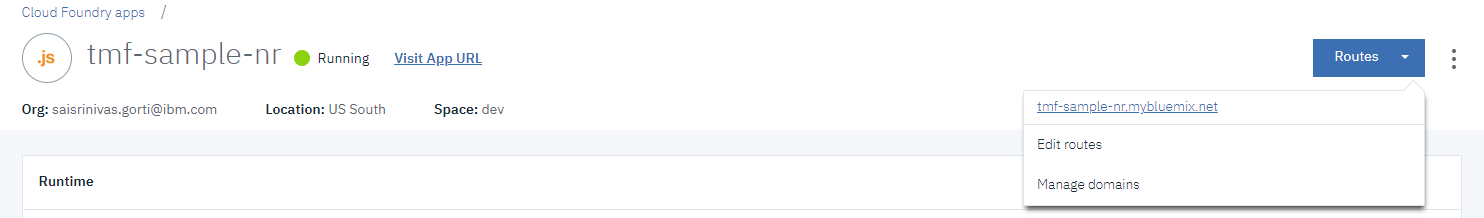 Cloud Foundry apps /
.js tmf-sample-nr Running Visit App URL Routes
Org: saisrinivas.gorti@ibm.com Location: US South Space: dev
tmf-sample-nr.mybluemix.net
Edit routes
Manage domains
Runtime